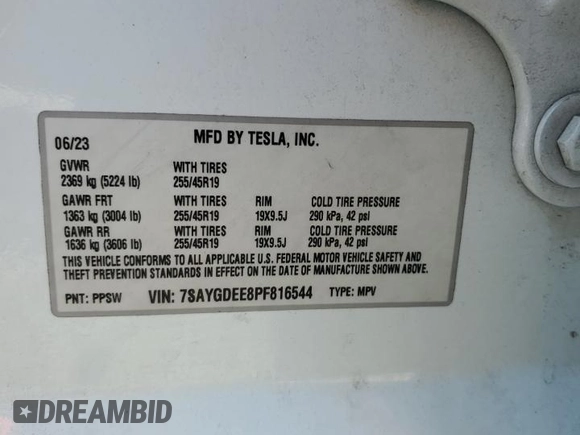 06/23 MFD BY TESLA, INC.
GVWR WITH TIRES
2369 kg (5224 lb) 255/45R19
GAWR FRT WITH TIRES RIM COLD TIRE PRESSURE
1363 kg (3004 lb) 255/45R19 19X9.5J 290 kPa, 42 psi
GAWR RR WITH TIRES RIM COLD TIRE PRESSURE
1636 kg (3606 lb) 255/45R19 19X9.5J 290 kPa, 42 psi
THIS VEHICLE CONFORMS TO ALL APPLICABLE U.S. FEDERAL MOTOR VEHICLE SAFETY AND
THEFT PREVENTION STANDARDS IN EFFECT ON THE DATE OF MANUFACTURE SHOWN ABOVE.
PNT: PPSW VIN: 7SAYGDEE8PF816544 TYPE: MPV
DREAMBID